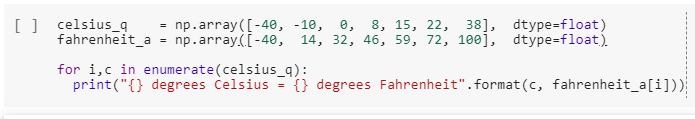 [ ] celsius_q    = np.array([-40, -10,  0,  8, 15, 22,  38],  dtype=float)
fahrenheit_a = np.array([-40,  14, 32, 46, 59, 72, 100],  dtype=float)
for i,c in enumerate(celsius_q):
  print("{} degrees Celsius = {} degrees Fahrenheit".format(c, fahrenheit_a[i]))